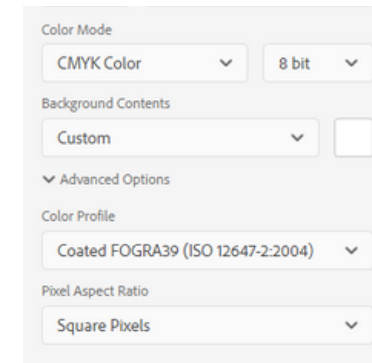 Color Mode
CMYK Color 8 bit
Background Contents
Custom
Advanced Options
Color Profile
Coated FOGRA39 (ISO 12647-2:2004)
Pixel Aspect Ratio
Square Pixels